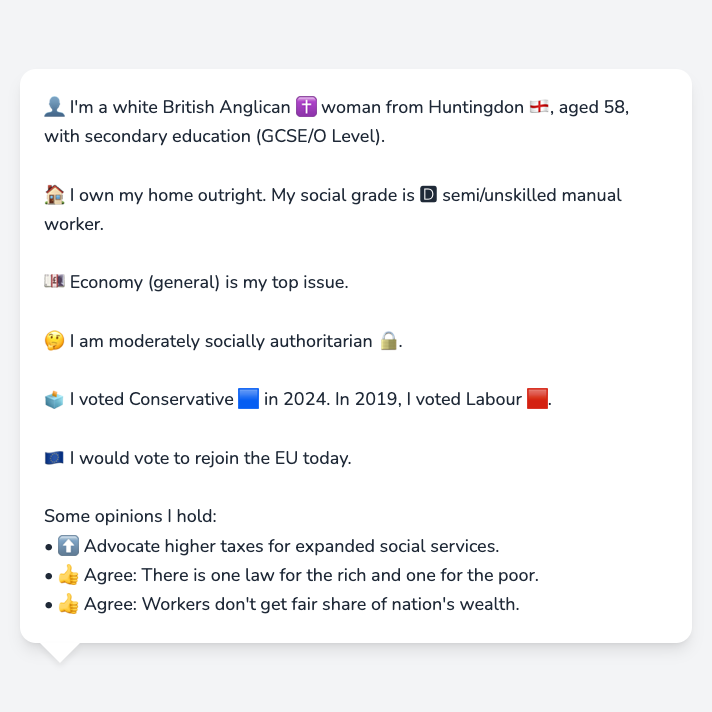 👤 I'm a white British Anglican ✝️ woman from Huntingdon 🏴󠁧󠁢󠁥󠁮󠁧󠁿, aged 58,
with secondary education (GCSE/O Level).
🏠 I own my home outright. My social grade is 🅳 semi/unskilled manual
worker.
💷 Economy (general) is my top issue.
🤔 I am moderately socially authoritarian 🔒.
🗳️ I voted Conservative 🟦 in 2024. In 2019, I voted Labour 🟥.
🇪🇺 I would vote to rejoin the EU today.
Some opinions I hold:
• ⬆️ Advocate higher taxes for expanded social services.
• 👍 Agree: There is one law for the rich and one for the poor.
• 👍 Agree: Workers don't get fair share of nation's wealth.